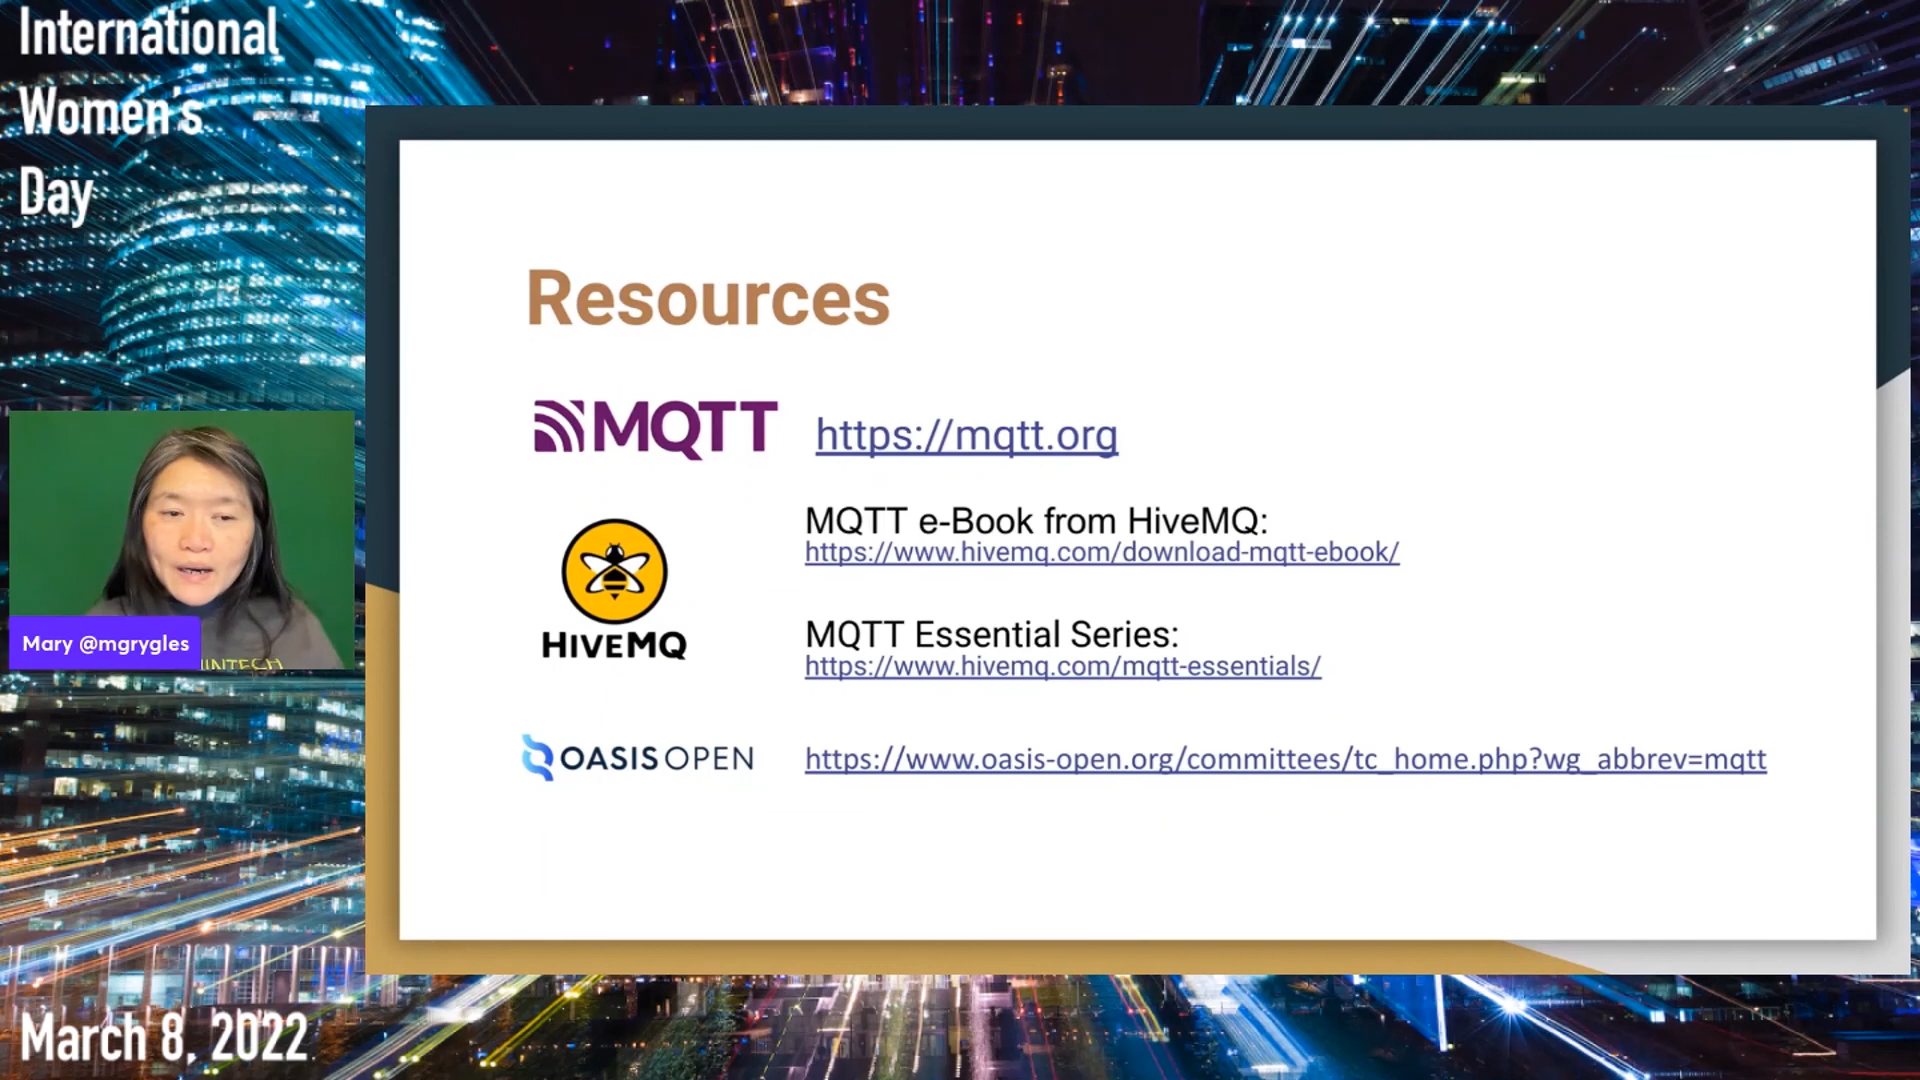 International
Women's
Day
Resources
MQTT
https://mqtt.org
MQTT e-Book from HiveMQ:
https://www.hivemq.com/download-mqtt-ebook/
HIVEMQ
MQTT Essential Series:
https://www.hivemq.com/mqtt-essentials/
OASIS OPEN
https://www.oasis-open.org/committees/tc_home.php?wg_abbrev=mqtt
Mary @mgrygles
March 8, 2022